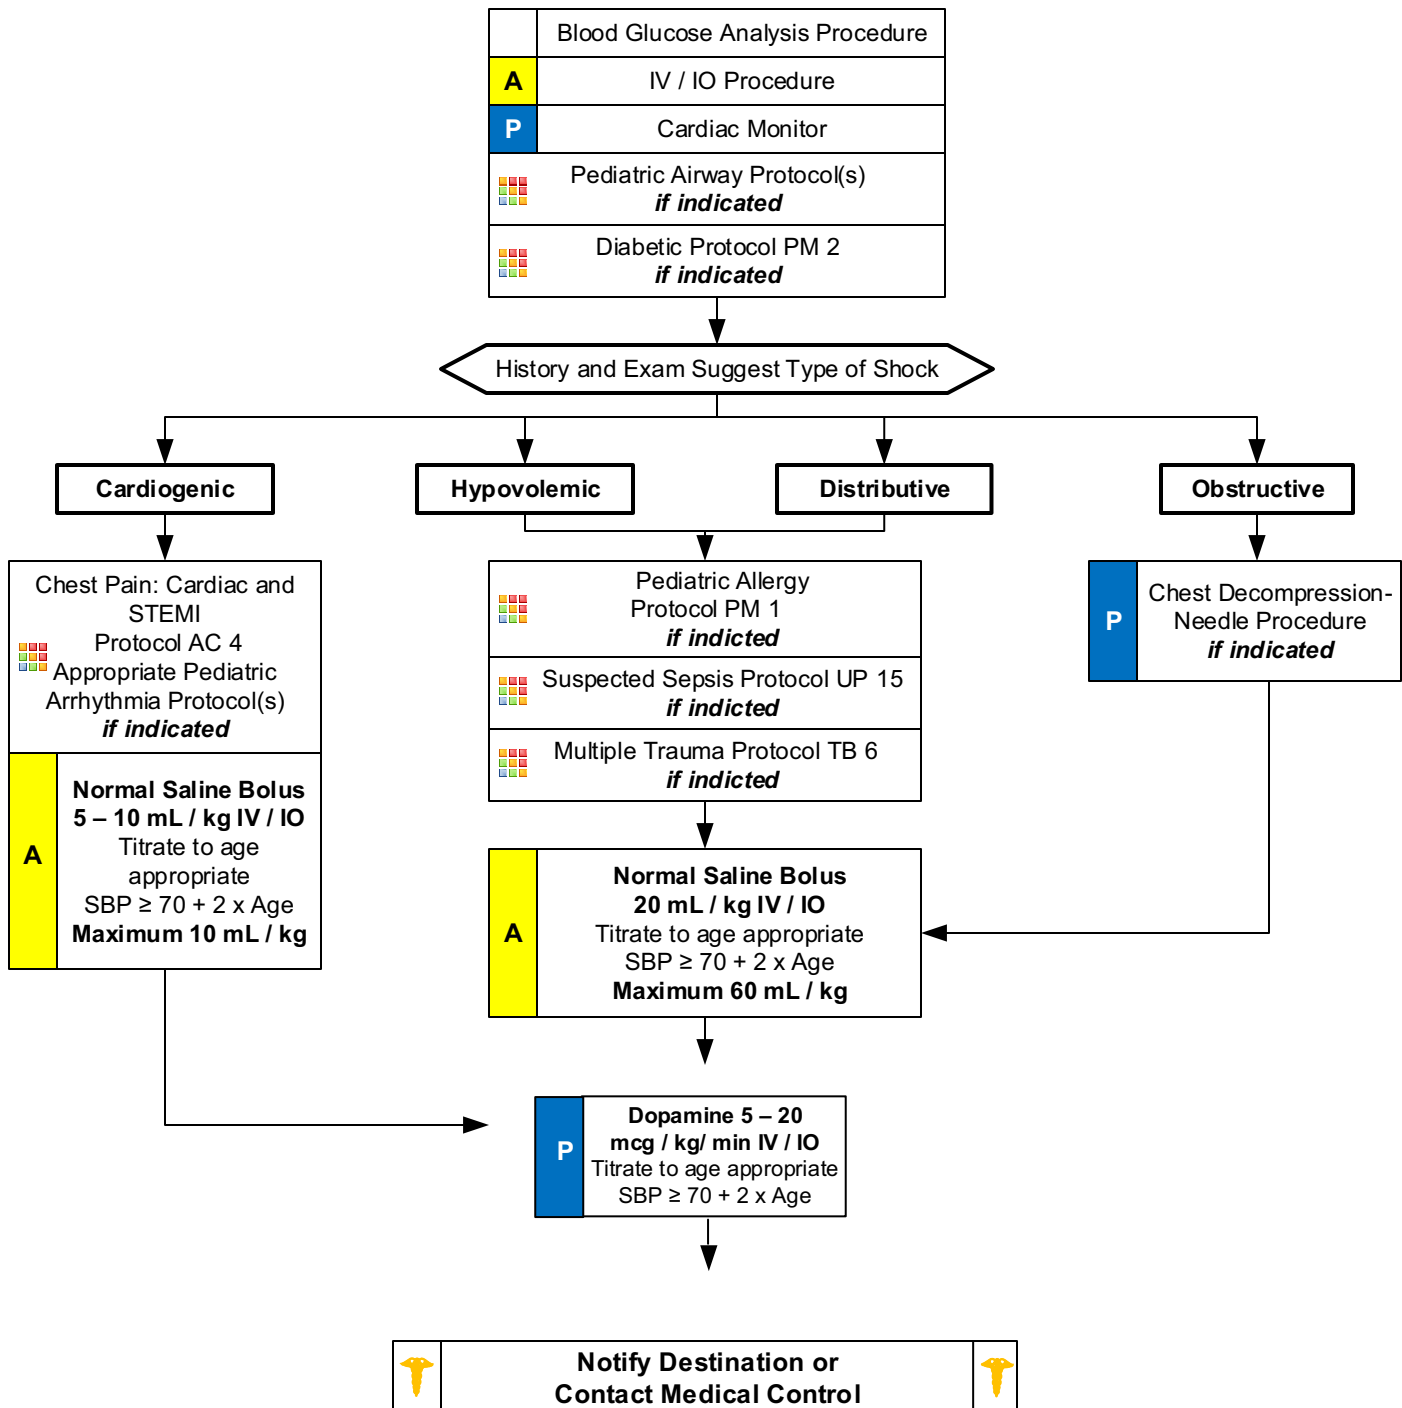 Blood Glucose Analysis Procedure
A
IV / IO Procedure
P
Cardiac Monitor
Pediatric Airway Protocol(s)
if indicated
Diabetic Protocol PM 2
if indicated
History and Exam Suggest Type of Shock
Cardiogenic
Hypovolemic
Distributive
Obstructive
Chest Pain: Cardiac and
STEMI
Protocol AC 4
Appropriate Pediatric
Arrhythmia Protocol(s)
if indicated
A
Normal Saline Bolus
5 – 10 mL / kg IV / IO
Titrate to age
appropriate
SBP ≥ 70 + 2 x Age
Maximum 10 mL / kg
Pediatric Allergy
Protocol PM 1
if indicted
Suspected Sepsis Protocol UP 15
if indicted
Multiple Trauma Protocol TB 6
if indicted
P
Chest Decompression-
Needle Procedure
if indicated
A
Normal Saline Bolus
20 mL / kg IV / IO
Titrate to age appropriate
SBP ≥ 70 + 2 x Age
Maximum 60 mL / kg
P
Dopamine 5 – 20
mcg / kg/ min IV / IO
Titrate to age appropriate
SBP ≥ 70 + 2 x Age
Notify Destination or
Contact Medical Control